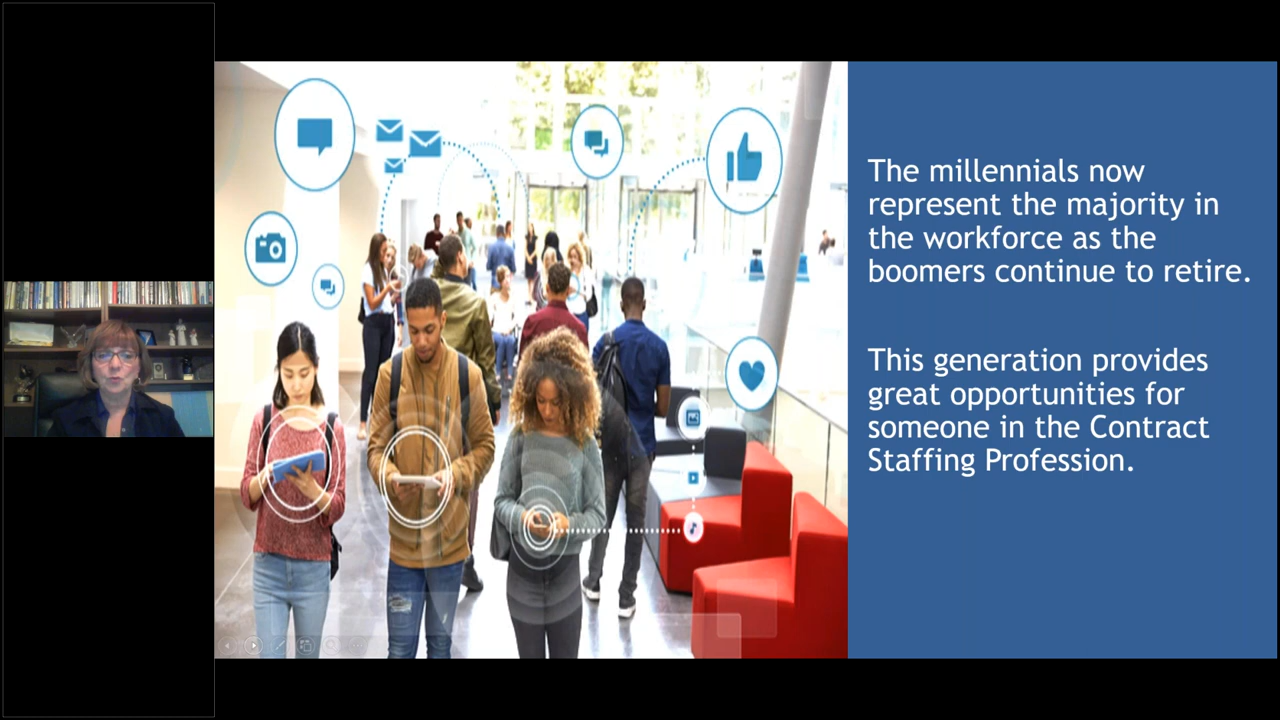 The millennials now
represent the majority in
the workforce as the
boomers continue to retire.
This generation provides
great opportunities for
someone in the Contract
Staffing Profession.